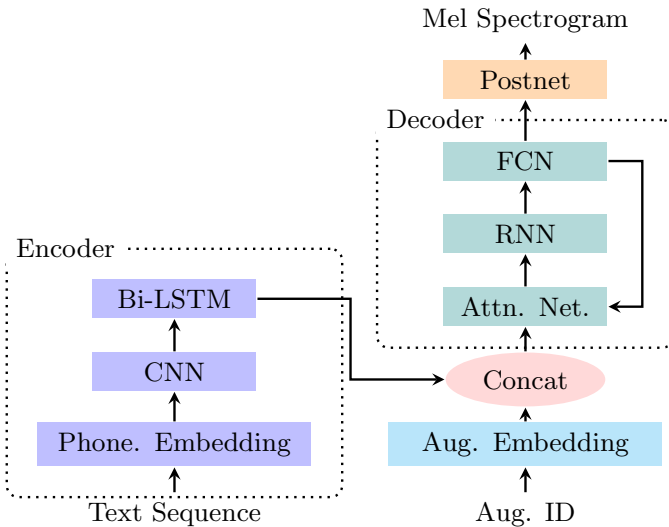 Mel Spectrogram
Postnet
Decoder
FCN
RNN
Attn. Net.
Encoder
Bi-LSTM
CNN
Phone. Embedding
Text Sequence
Concat
Aug. Embedding
Aug. ID